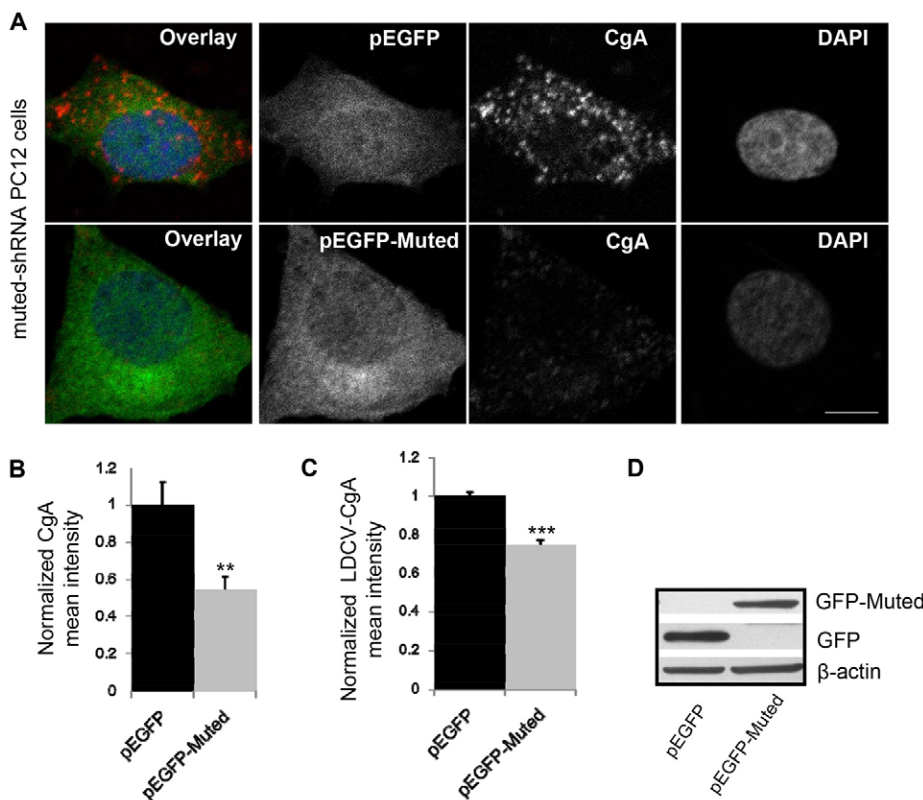 A
muted-shRNA PC12 cells
Overlay
pEGFP
CgA
DAPI
Overlay
pEGFP-Muted
CgA
DAPI
B
Normalized CgA
mean intensity
1.2
1
0.8
0.6
0.4
0.2
0
**
pEGFP
pEGFP-Muted
C
Normalized LDCV-CgA
mean intensity
1.2
1
0.8
0.6
0.4
0.2
0
***
pEGFP
pEGFP-Muted
D
GFP-Muted
GFP
β-actin
pEGFP
pEGFP-Muted